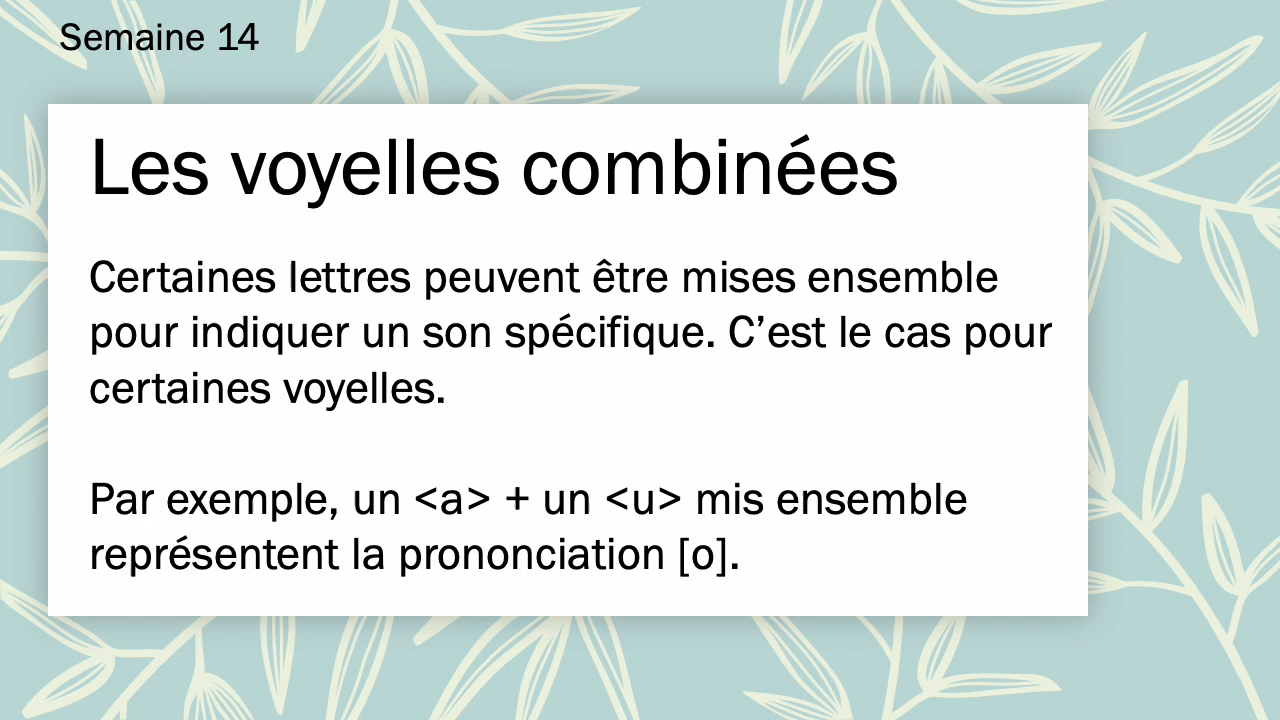 Semaine 14
Les voyelles combinées
Certaines lettres peuvent être mises ensemble
pour indiquer un son spécifique. C’est le cas pour
certaines voyelles.
Par exemple, un <a> + un <u> mis ensemble
représentent la prononciation [o].